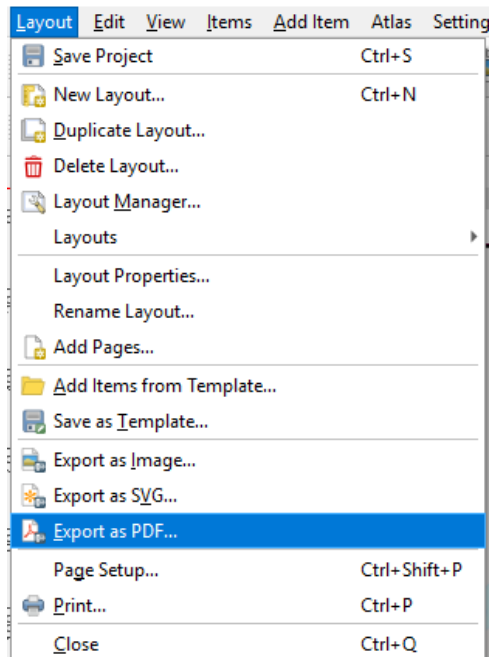 Layout Edit View Items Add Item Atlas Setting
Save Project Ctrl+S
New Layout... Ctrl+N
Duplicate Layout...
Delete Layout...
Layout Manager...
Layouts
Layout Properties...
Rename Layout...
Add Pages...
Add Items from Template...
Save as Template...
Export as Image...
Export as SVG...
Export as PDF...
Page Setup... Ctrl+Shift+P
Print... Ctrl+P
Close Ctrl+Q